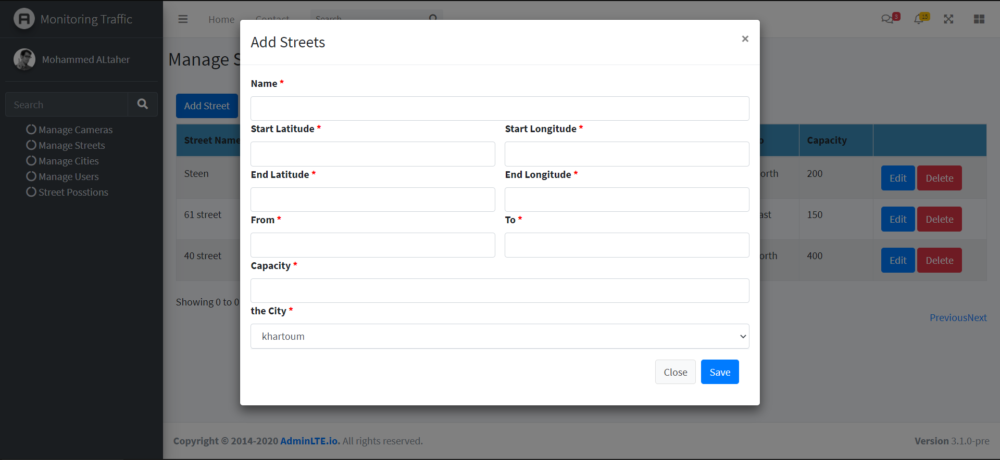 Monitoring Traffic
Home Contact Search 3 15
Mohammed ALtaher
Manage S
Search
Add Street
Manage Cameras
Manage Streets
Manage Cities
Manage Users
Street Posstions
Add Streets ×
Name *
Start Latitude * Start Longitude *
End Latitude * End Longitude *
From * To *
Capacity *
the City *
khartoum
Close Save
Street Name o Capacity
Steen orth 200 Edit Delete
61 street ast 150 Edit Delete
40 street orth 400 Edit Delete
Showing 0 to 0
PreviousNext
Copyright © 2014-2020 AdminLTE.io. All rights reserved. Version 3.1.0-pre